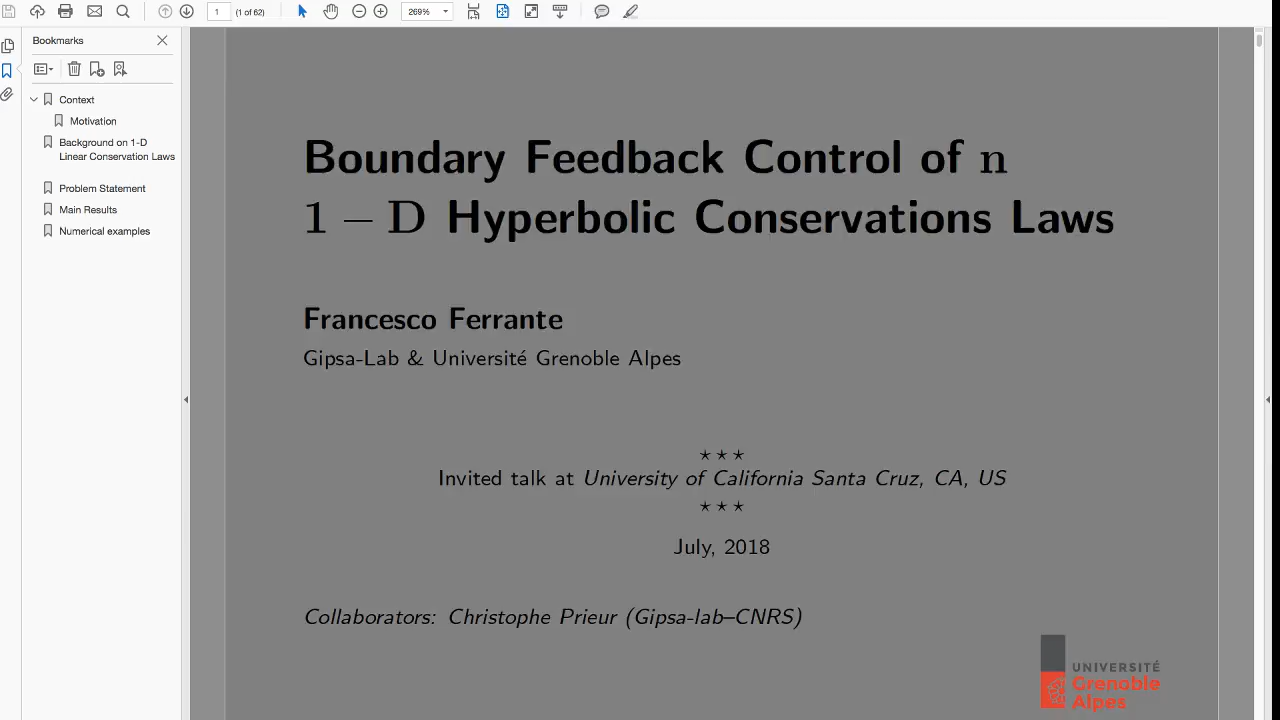 1 (1 of 62) 269%
Bookmarks
Context
Motivation
Background on 1-D
Linear Conservation Laws
Problem Statement
Main Results
Numerical examples
Boundary Feedback Control of n
1 − D Hyperbolic Conservations Laws
Francesco Ferrante
Gipsa-Lab & Université Grenoble Alpes
⋆⋆⋆
Invited talk at University of California Santa Cruz, CA, US
⋆⋆⋆
July, 2018
Collaborators: Christophe Prieur (Gipsa-lab–CNRS)
UNIVERSITÉ
Grenoble
Alpes